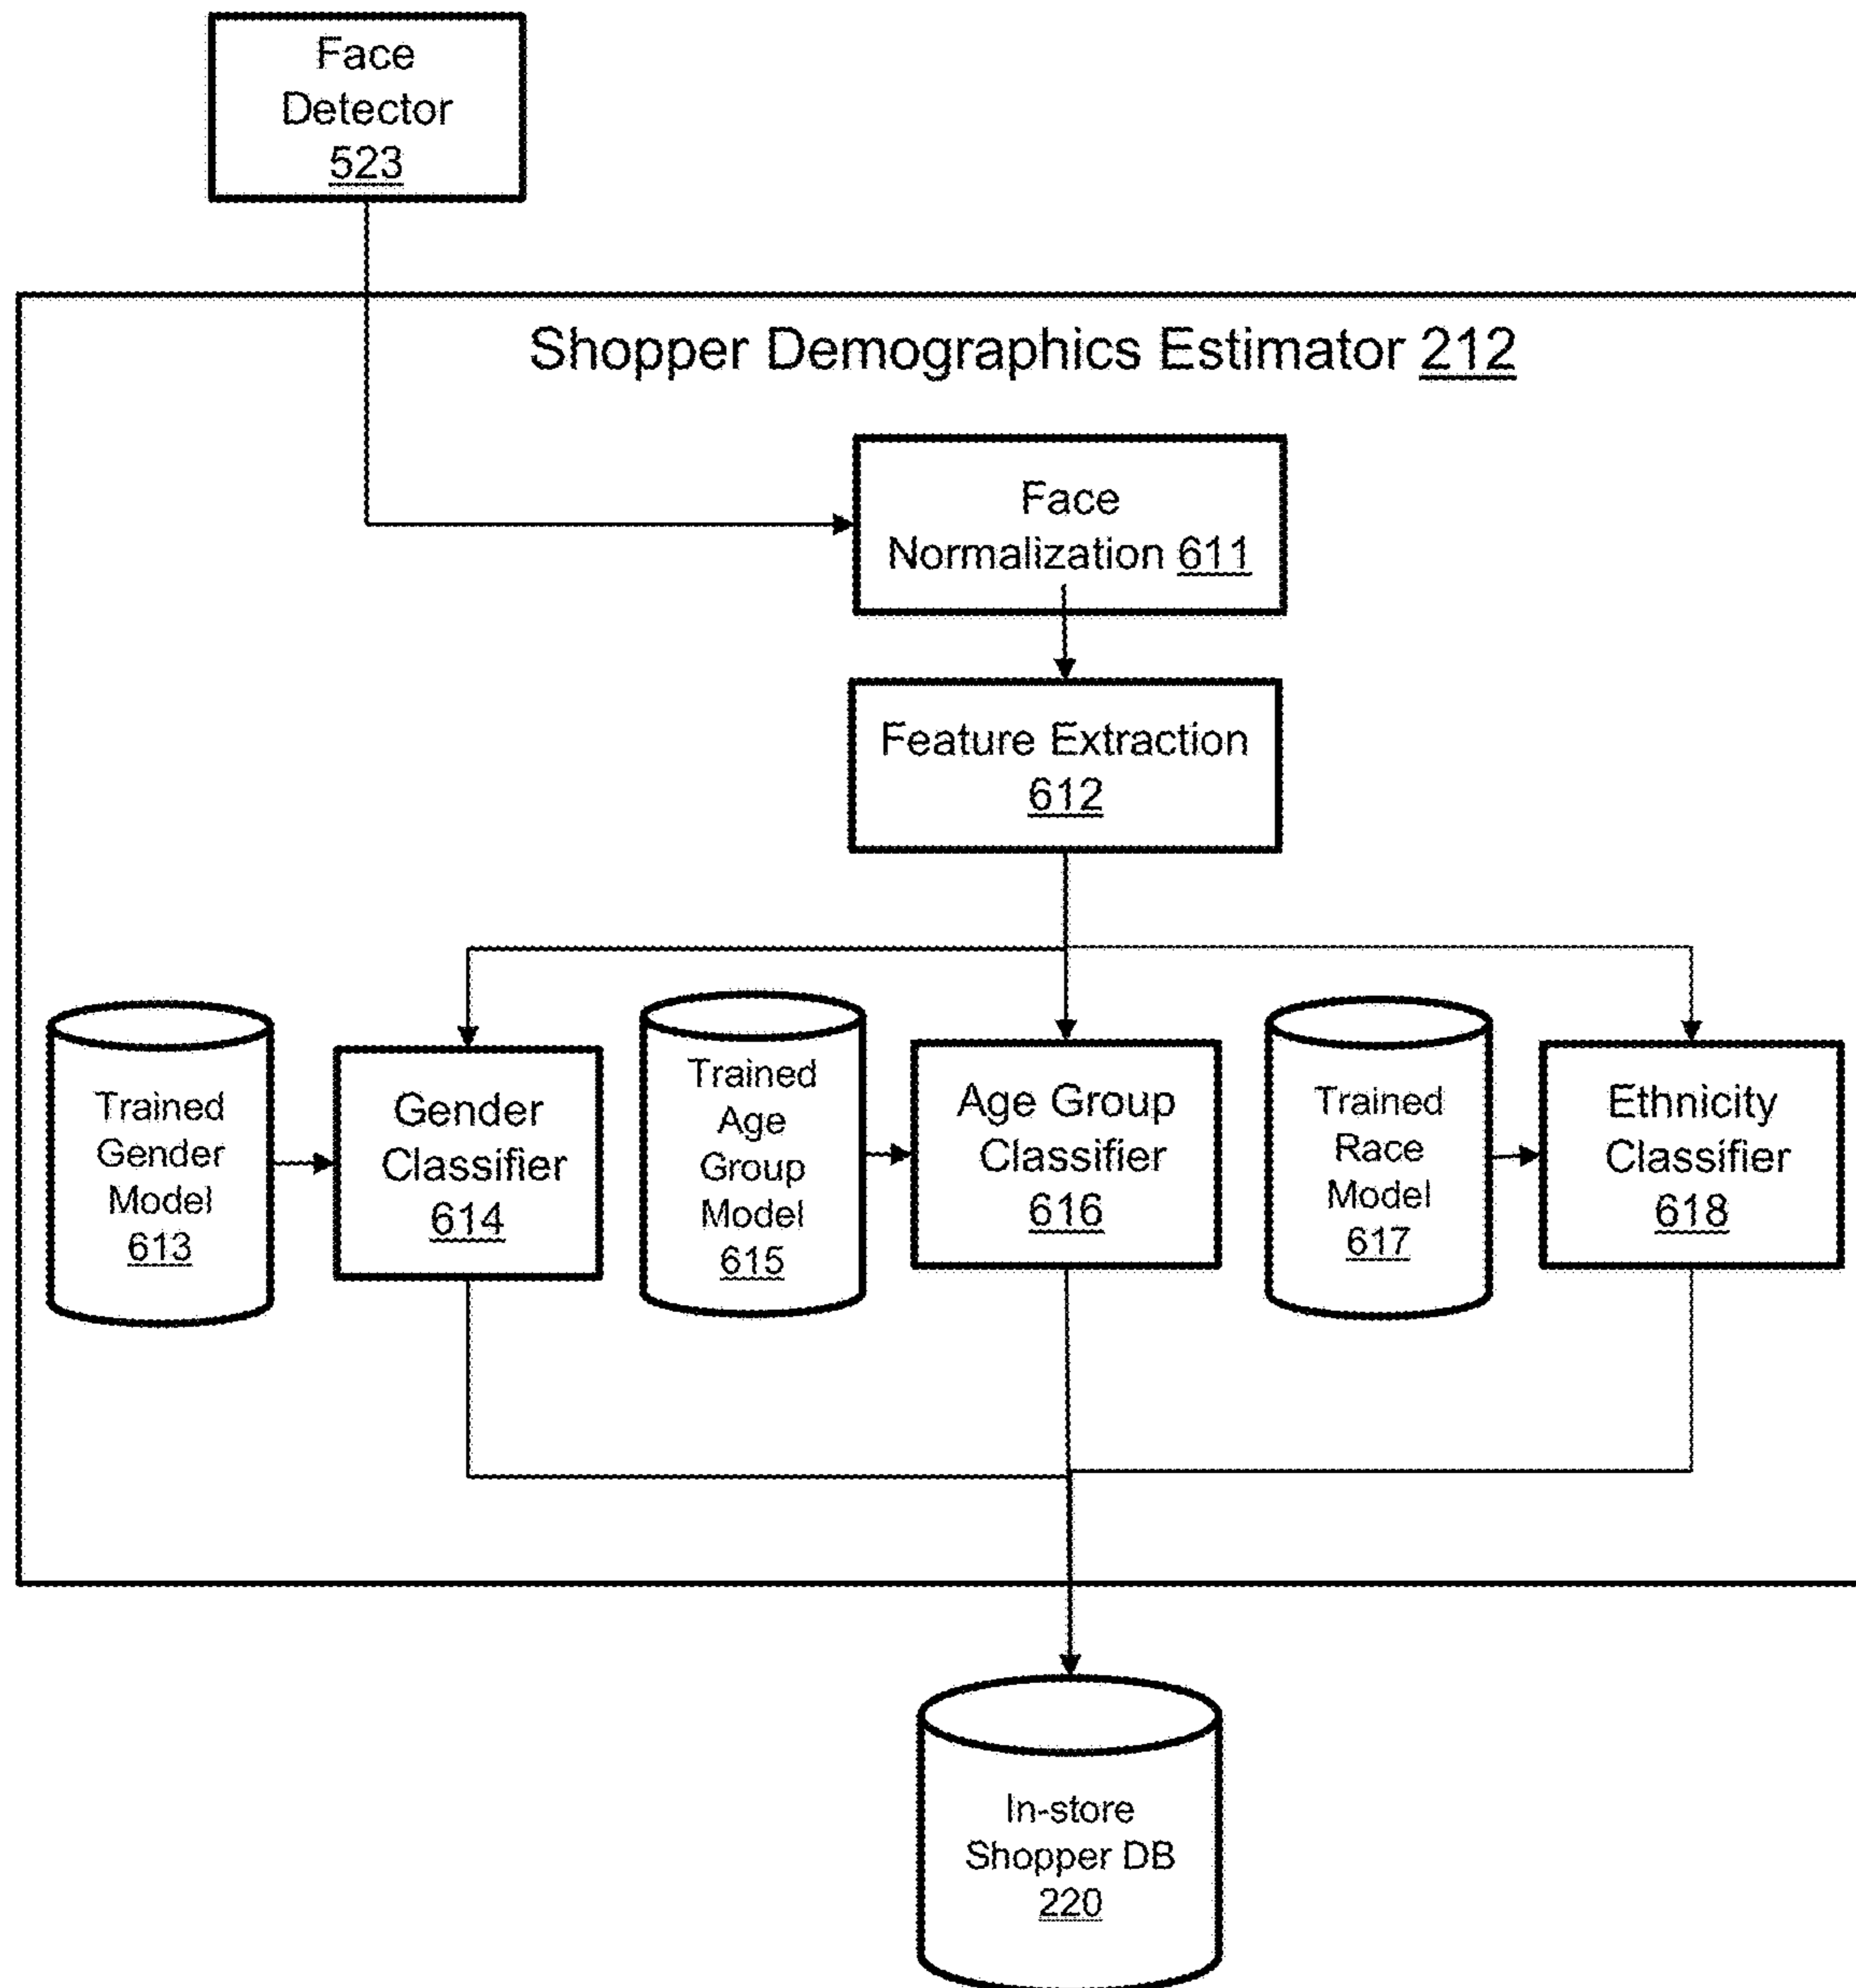 Face
Detector
523
Shopper Demographics Estimator 212
Face
Normalization 611
Feature Extraction
612
Trained
Gender
Model
613
Gender
Classifier
614
Trained
Age
Group
Model
615
Age Group
Classifier
616
Trained
Race
Model
617
Ethnicity
Classifier
618
In-store
Shopper DB
220